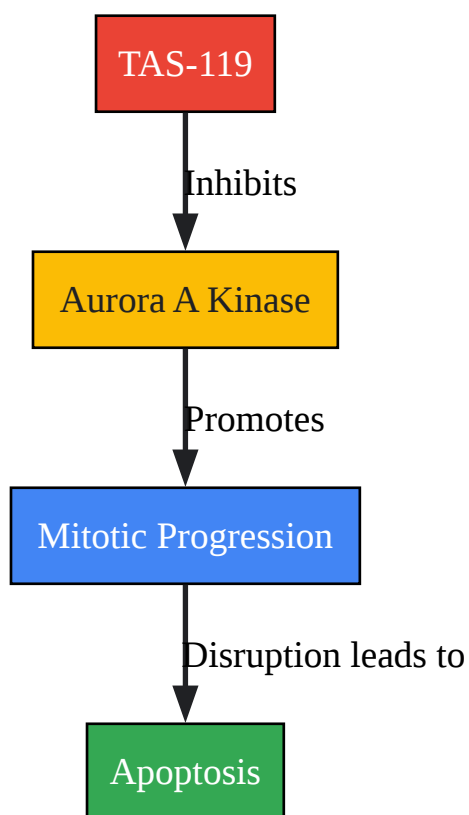 TAS-119
Inhibits
Aurora A Kinase
Promotes
Mitotic Progression
Disruption leads to
Apoptosis